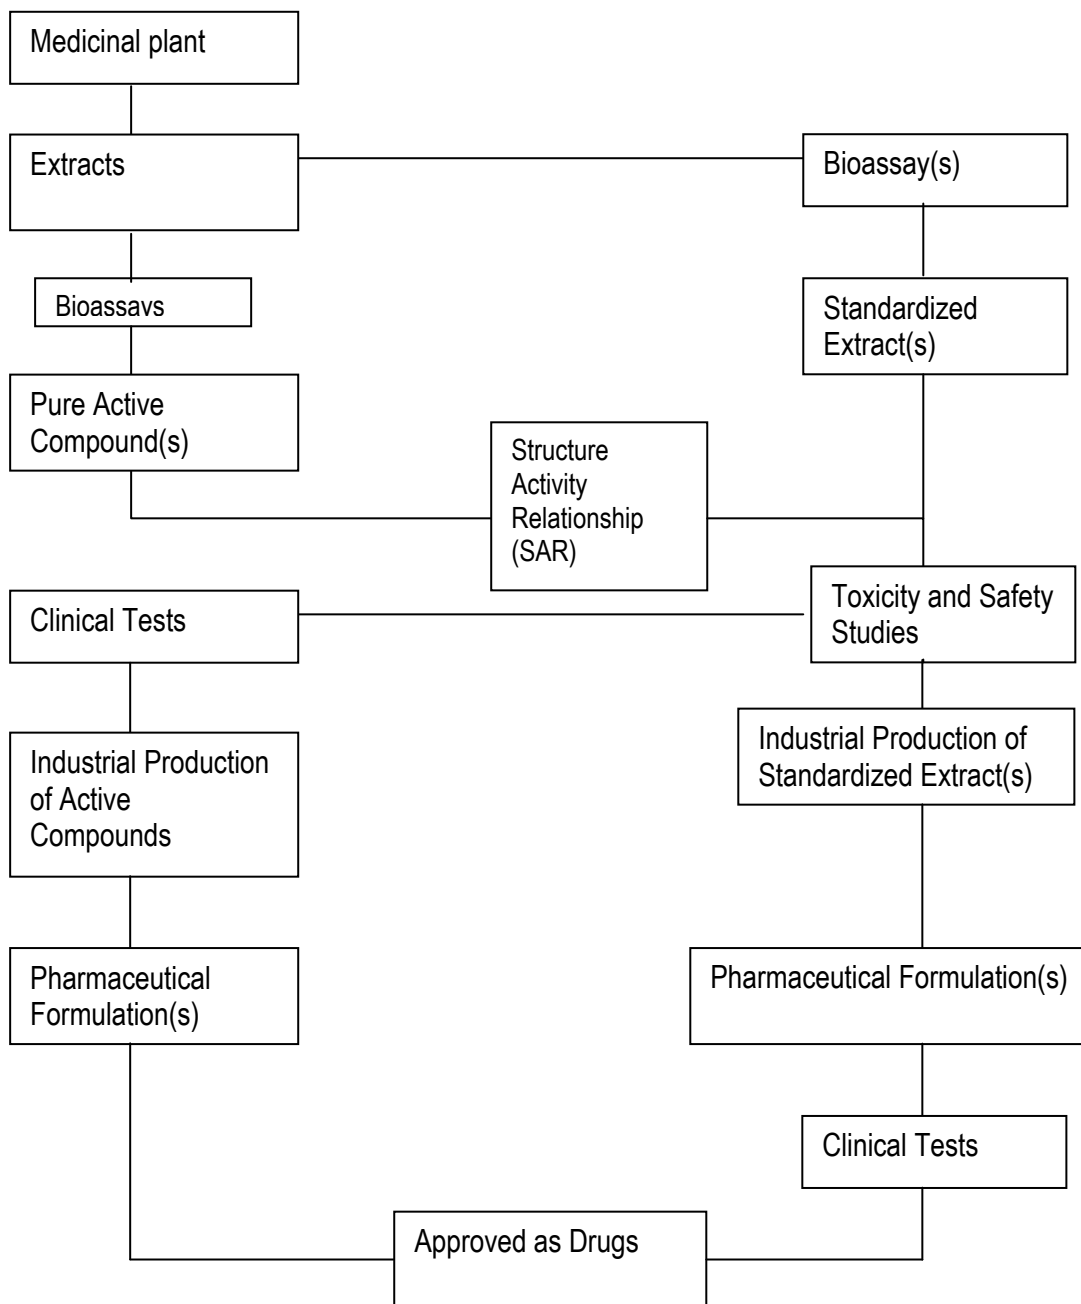 Medicinal plant
Extracts
Bioassay(s)
Bioassavs
Standardized
Extract(s)
Pure Active
Compound(s)
Structure
Activity
Relationship
(SAR)
Clinical Tests
Toxicity and Safety
Studies
Industrial Production
of Active
Compounds
Industrial Production of
Standardized Extract(s)
Pharmaceutical
Formulation(s)
Pharmaceutical Formulation(s)
Clinical Tests
Approved as Drugs